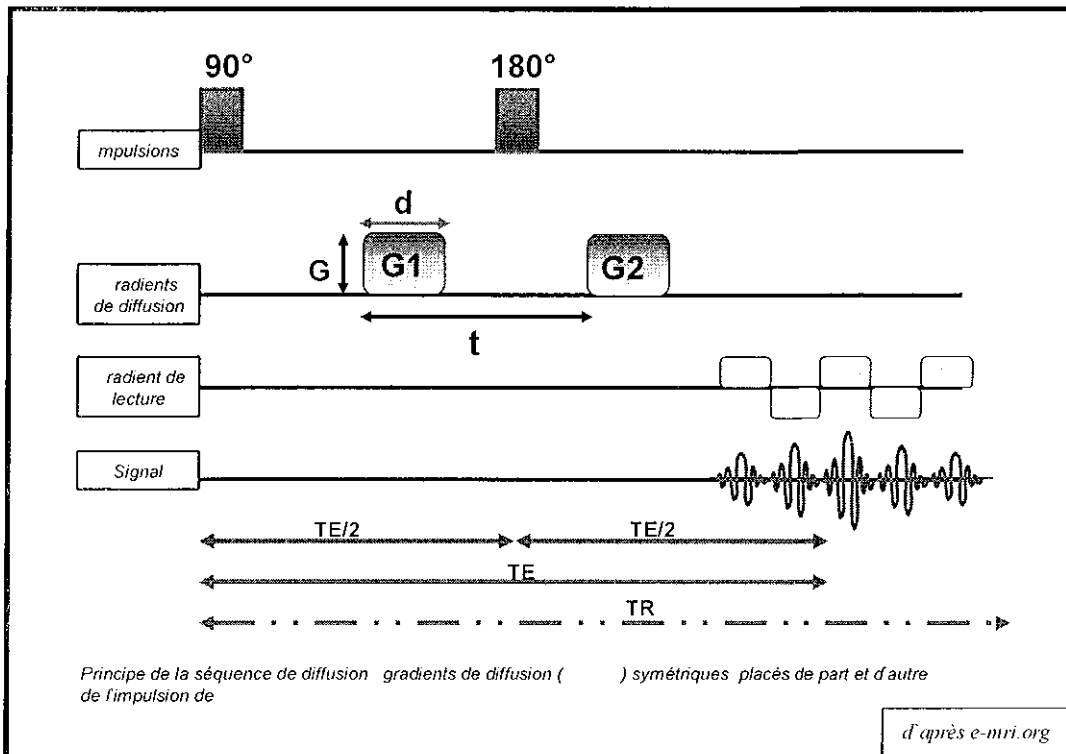 90° 180°
mpulsions
d
G G1 G2
radients
de diffusion
t
radient de
lecture
Signal
TE/2 TE/2
TE
TR
Principe de la séquence de diffusion gradients de diffusion ( ) symétriques placés de part et d'autre
de l'impulsion de
d'après e-mri.org